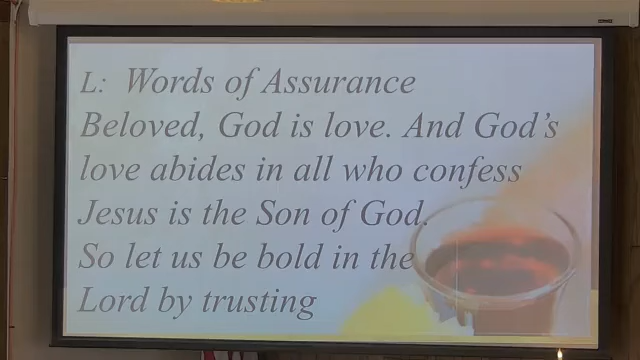 L: Words of Assurance
Beloved, God is love. And God's
love abides in all who confess
Jesus is the Son of God.
So let us be bold in the
Lord by trusting